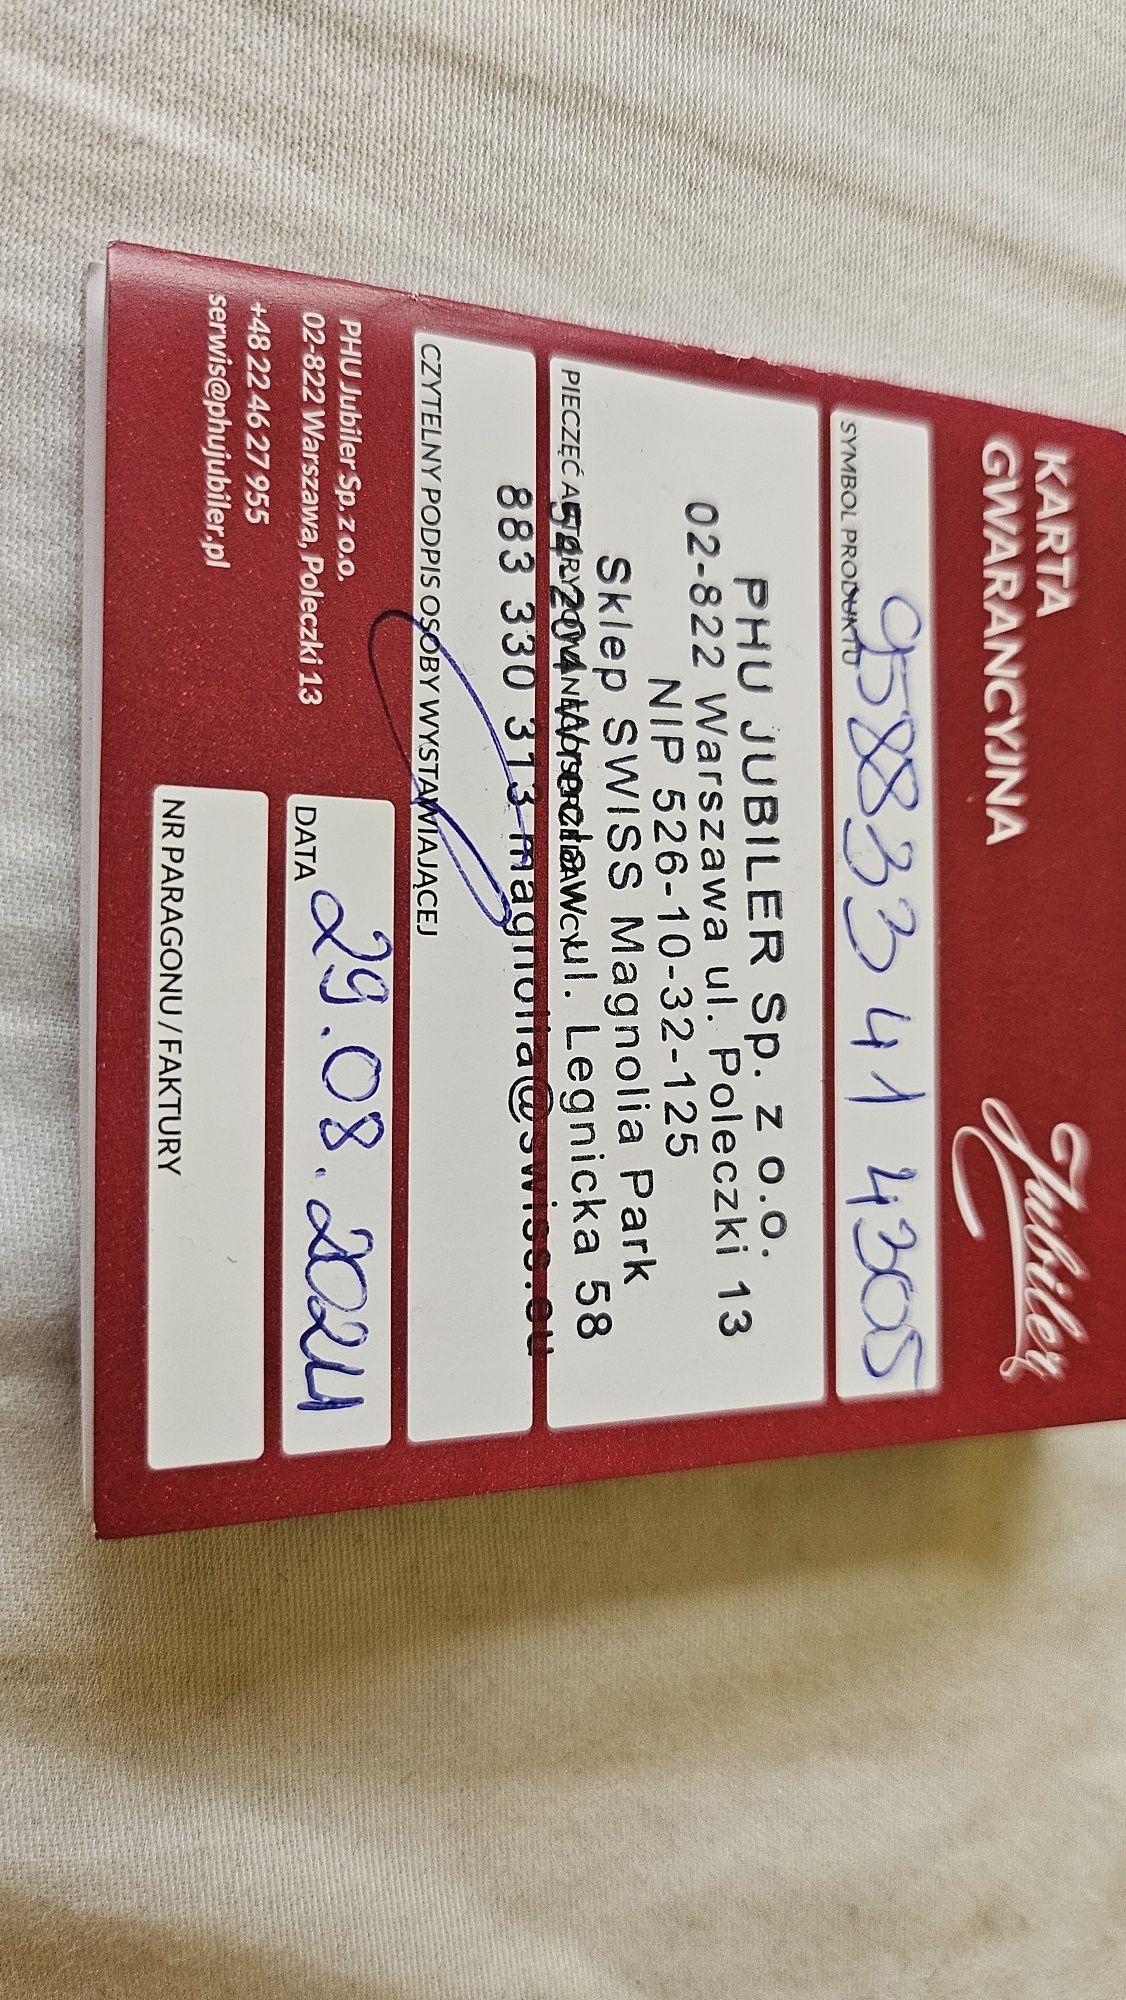 KARTA
GWARANCYJNA
Jubiler
SYMBOL PRODUKTU
9588333 41 4305
PHU JUBILER Sp. z o.o.
02-822 Warszawa ul. Poleczki 13
NIP 526-10-32-125
Sklep SWISS Magnolia Park
54-204 Wrocław ul. Legnicka 58
PIECZĘĆ AUTORYZOWANEGO SPRZEDAWCY
883 330 313 magnolia@swiss.eu
CZYTELNY PODPIS OSOBY WYSTAWIAJĄCEJ
PHU Jubiler Sp. z o.o.
02-822 Warszawa, Poleczki 13
+48 22 46 27 955
serwis@phujubiler.pl
DATA 29.08.2024
NR PARAGONU / FAKTURY